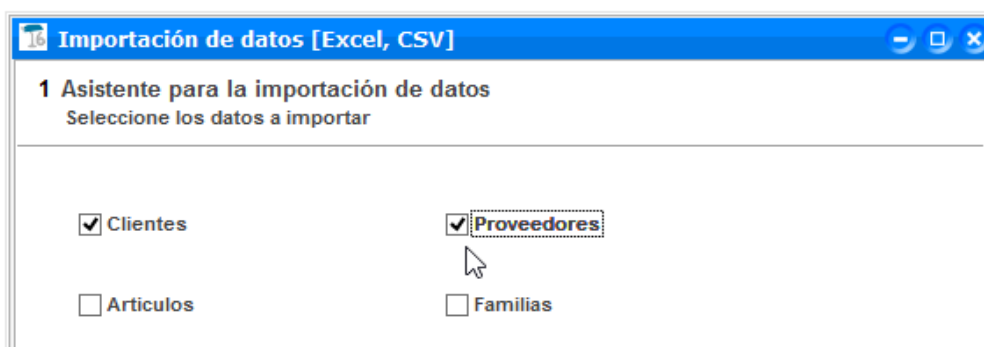 T6 Importación de datos [Excel, CSV]
1 Asistente para la importación de datos
Seleccione los datos a importar
Clientes Proveedores
Articulos Familias